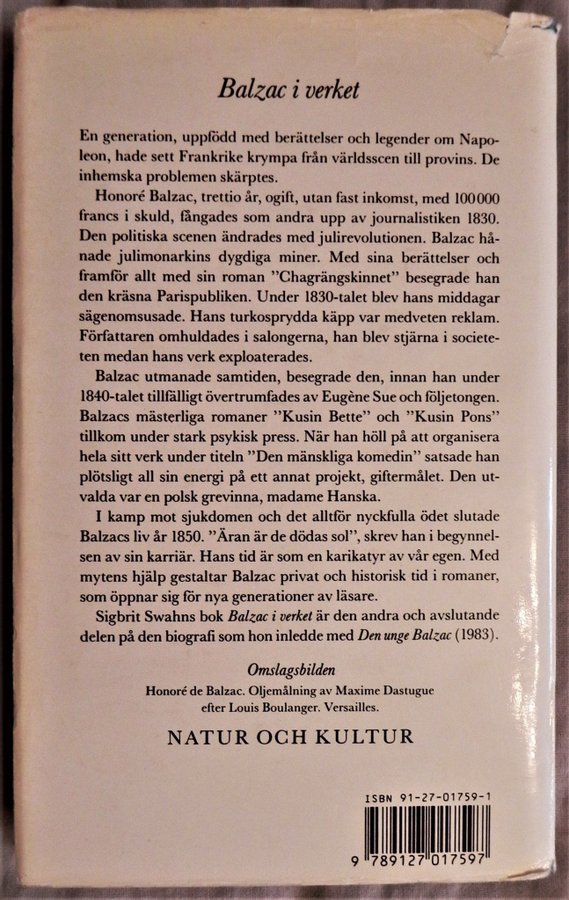 Balzac i verket
En generation, uppfödd med berättelser och legender om Napo-
leon, hade sett Frankrike krympa från världsscen till provins. De
inhemska problemen skärptes.
Honoré Balzac, trettio år, ogift, utan fast inkomst, med 100 000
francs i skuld, fångades som andra upp av journalistiken 1830.
Den politiska scenen ändrades med julirevolutionen. Balzac hå-
nade julimonarkins dygdiga miner. Med sina berättelser och
framför allt med sin roman ”Chagrängskinnet” besegrade han
den kräsna Parispubliken. Under 1830-talet blev hans middagar
sägenomsusade. Hans turkosprydda käpp var medveten reklam.
Författaren omhuldades i salongerna, han blev stjärna i societe-
ten medan hans verk exploaterades.
Balzac utmanade samtiden, besegrade den, innan han under
1840-talet tillfälligt övertrumfades av Eugène Sue och följetongen.
Balzacs mästerliga romaner ”Kusin Bette” och ”Kusin Pons”
tillkom under stark psykisk press. När han höll på att organisera
hela sitt verk under titeln ”Den mänskliga komedin” satsade han
plötsligt all sin energi på ett annat projekt, giftermålet. Den ut-
valda var en polsk grevinna, madame Hanska.
I kamp mot sjukdomen och det alltför nyckfulla ödet slutade
Balzacs liv år 1850. ”Äran är de dödas sol”, skrev han i begynnel-
sen av sin karriär. Hans tid är som en karikatyr av vår egen. Med
mytens hjälp gestaltar Balzac privat och historisk tid i romaner,
som öppnar sig för nya generationer av läsare.
Sigbrit Swahns bok Balzac i verket är den andra och avslutande
delen på den biografi som hon inledde med Den unge Balzac (1983).
Omslagsbilden
Honoré de Balzac. Oljemålning av Maxime Dastugue
efter Louis Boulanger. Versailles.
NATUR OCH KULTUR
ISBN 91-27-01759-1
9 789127 017597